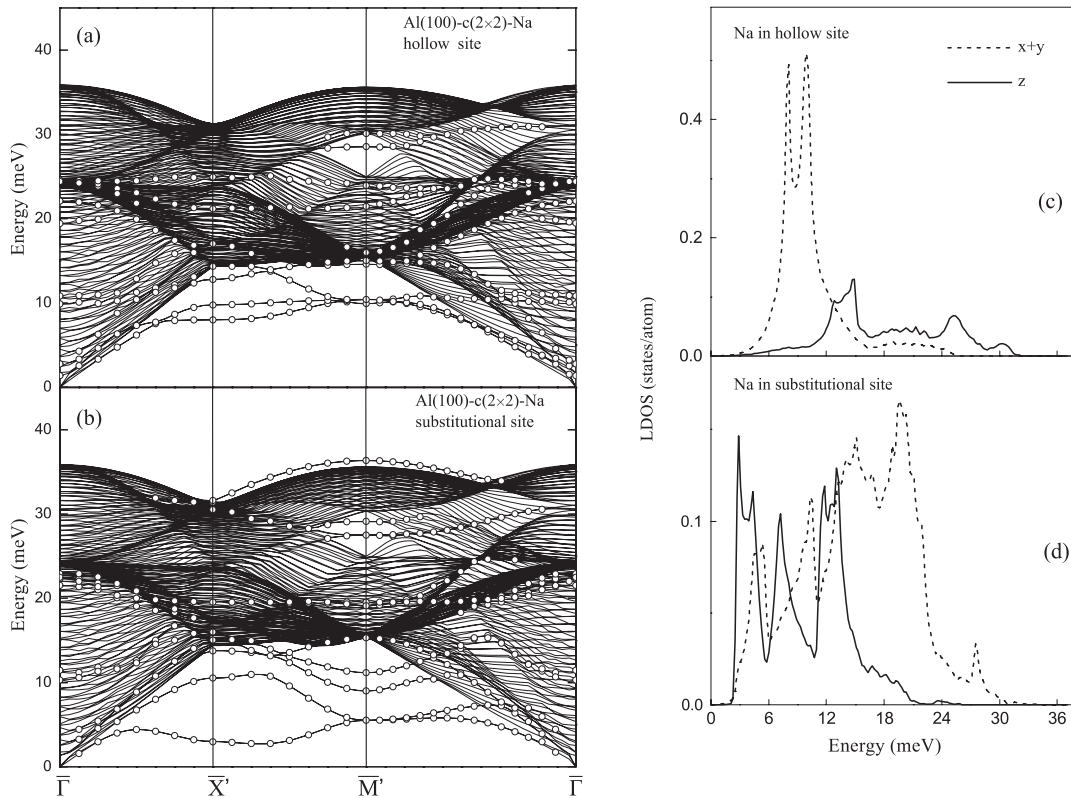 (a)
Al(100)-c(2×2)-Na
hollow site
Energy (meV)
40
30
20
10
0
(b)
Al(100)-c(2×2)-Na
substitutional site
Energy (meV)
40
30
20
10
0
Γ̅
X̅’
M̅’
Γ̅
Na in hollow site
x+y
z
(c)
0.4
0.2
0.0
LDOS (states/atom)
Na in substitutional site
(d)
0.1
0.0
0
6
12
18
24
30
36
Energy (meV)